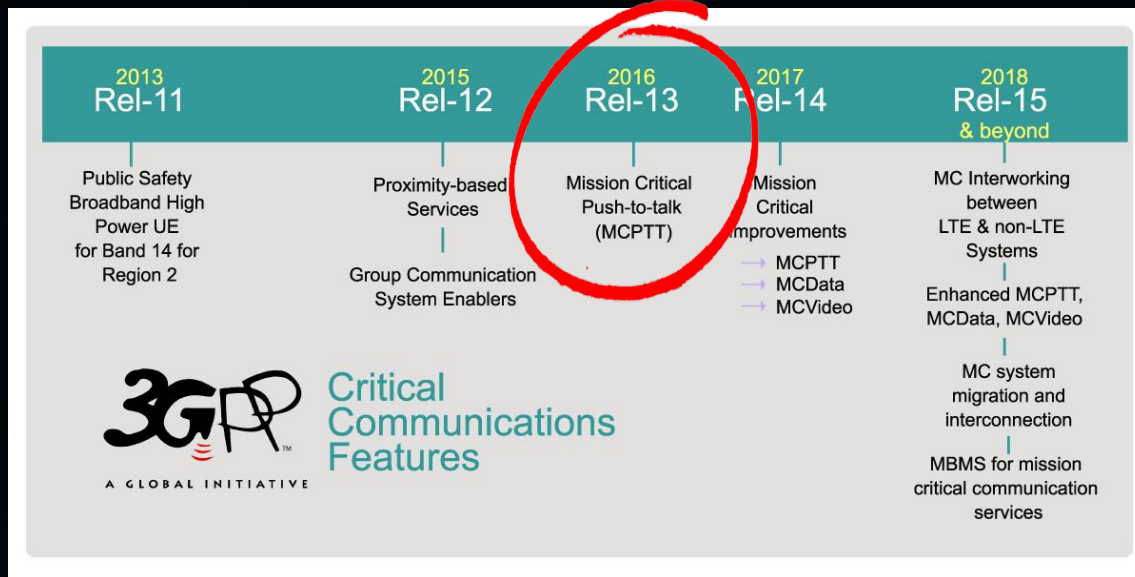 2013
Rel-11
2015
Rel-12
2016
Rel-13
2017
Rel-14
2018
Rel-15
& beyond
Public Safety
Broadband High
Power UE
for Band 14 for
Region 2
Proximity-based
Services
Group Communication
System Enablers
Mission Critical
Push-to-talk
(MCPTT)
Mission
Critical
Improvements
→ MCPTT
→ MCData
→ MCVideo
MC Interworking
between
LTE & non-LTE
Systems
Enhanced MCPTT,
MCData, MCVideo
MC system
migration and
interconnection
MBMS for mission
critical communication
services
3GPP™
A GLOBAL INITIATIVE
Critical
Communications
Features